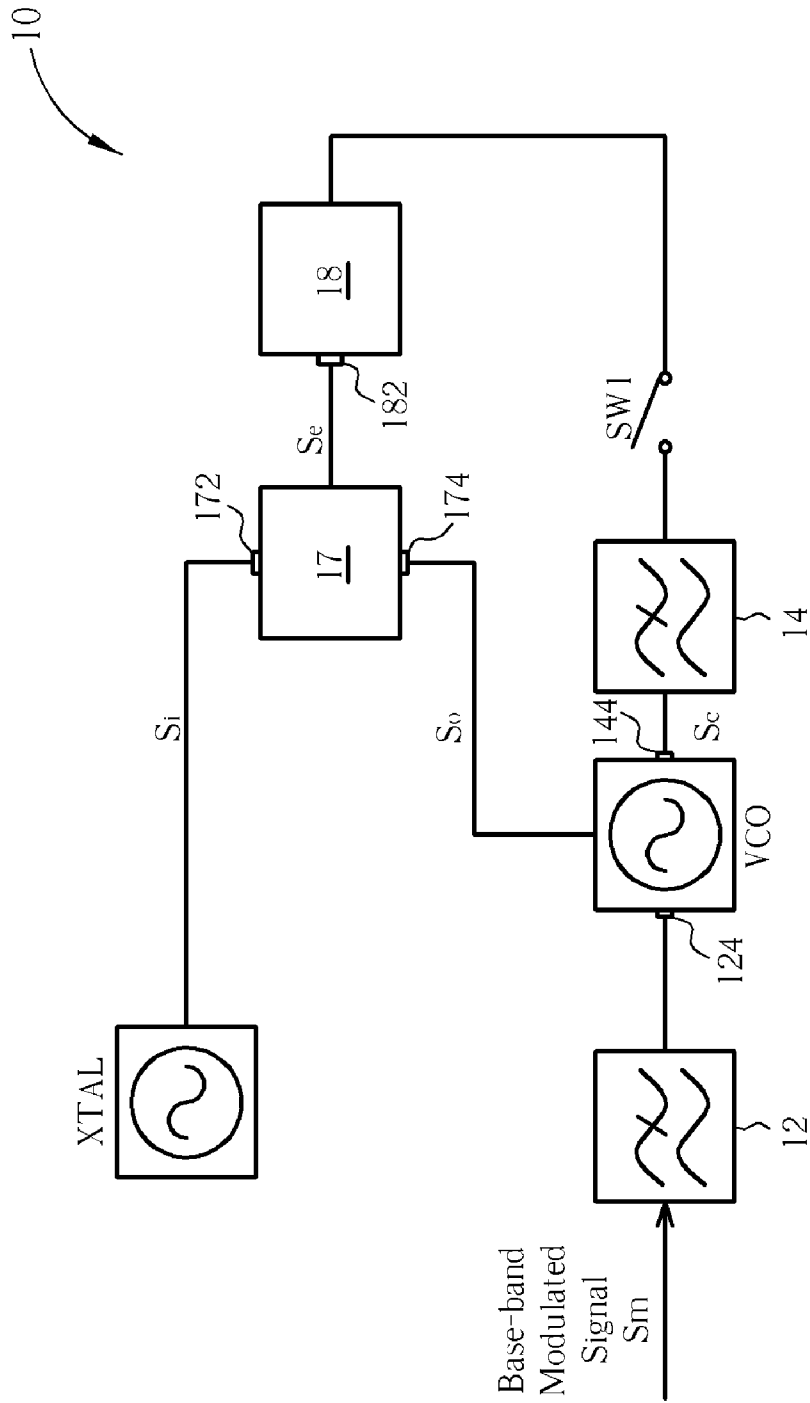 10
XTAL
Si
172
17
174
Se
182
18
So
Base-band
Modulated
Signal
Sm
12
124
VCO
144
Sc
14
SW1